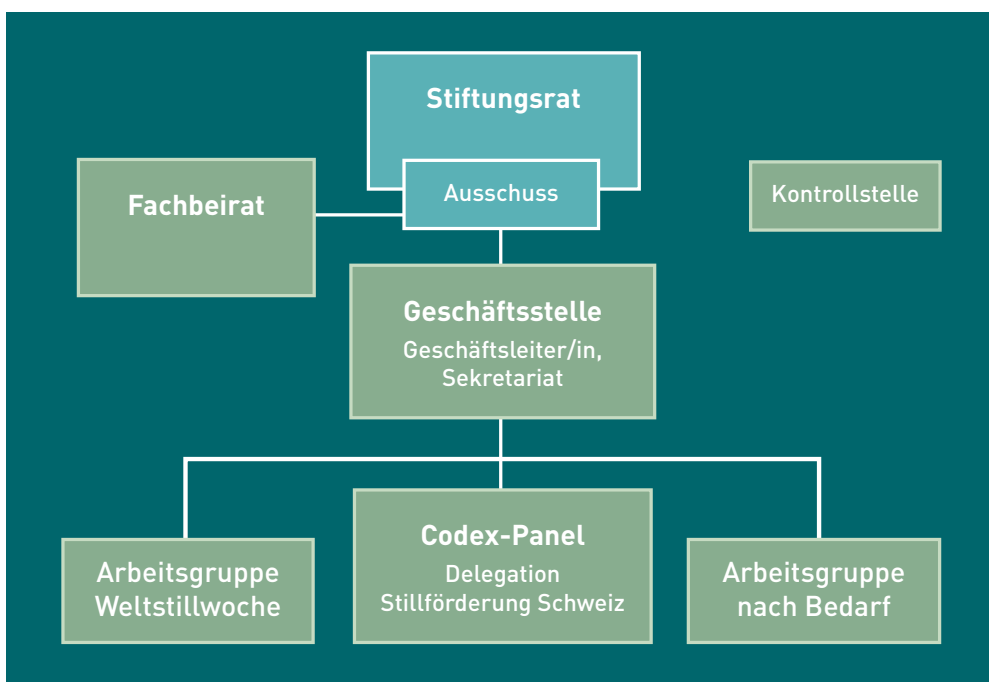 Stiftungsrat
Ausschuss
Fachbeirat
Kontrollstelle
Geschäftsstelle
Geschäftsleiter/in,
Sekretariat
Arbeitsgruppe
Weltstillwoche
Codex-Panel
Delegation
Stillförderung Schweiz
Arbeitsgruppe
nach Bedarf